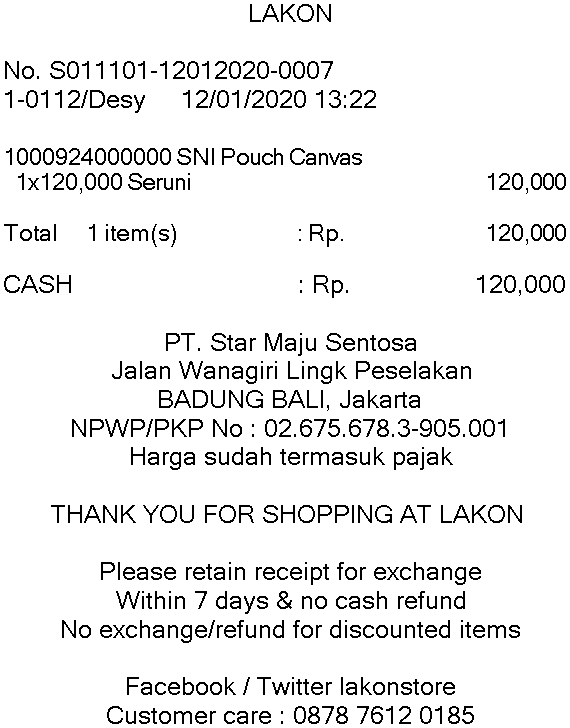 LAKON
No. S011101-12012020-0007
1-0112/Desy 12/01/2020 13:22
1000924000000 SNI Pouch Canvas
1x120,000 Seruni 120,000
Total 1 item(s) : Rp. 120,000
CASH : Rp. 120,000
PT. Star Maju Sentosa
Jalan Wanagiri Lingk Peselakan
BADUNG BALI, Jakarta
NPWP/PKP No : 02.675.678.3-905.001
Harga sudah termasuk pajak
THANK YOU FOR SHOPPING AT LAKON
Please retain receipt for exchange
Within 7 days & no cash refund
No exchange/refund for discounted items
Facebook / Twitter lakonstore
Customer care : 0878 7612 0185